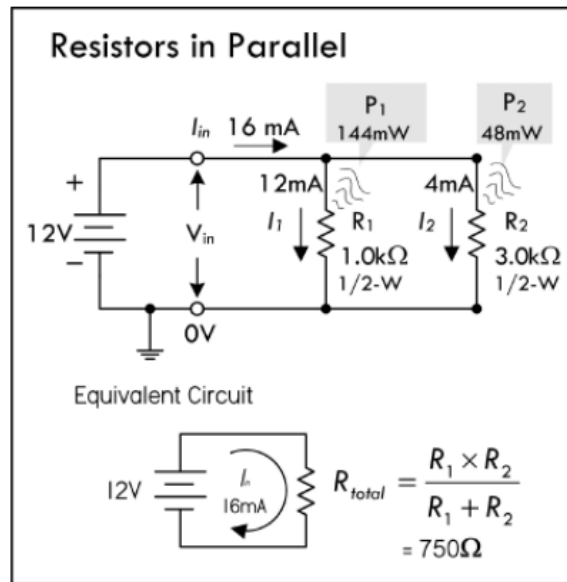 Resistors in Parallel
P₁
144mW
P₂
48mW
Iin 16 mA
+
12V
−
Vin
0V
12mA
I₁
R₁
1.0kΩ
1/2-W
4mA
I₂
R₂
3.0kΩ
1/2-W
Equivalent Circuit
12V
Iin
16mA
Rtotal = R₁ × R₂ / R₁ + R₂
= 750Ω